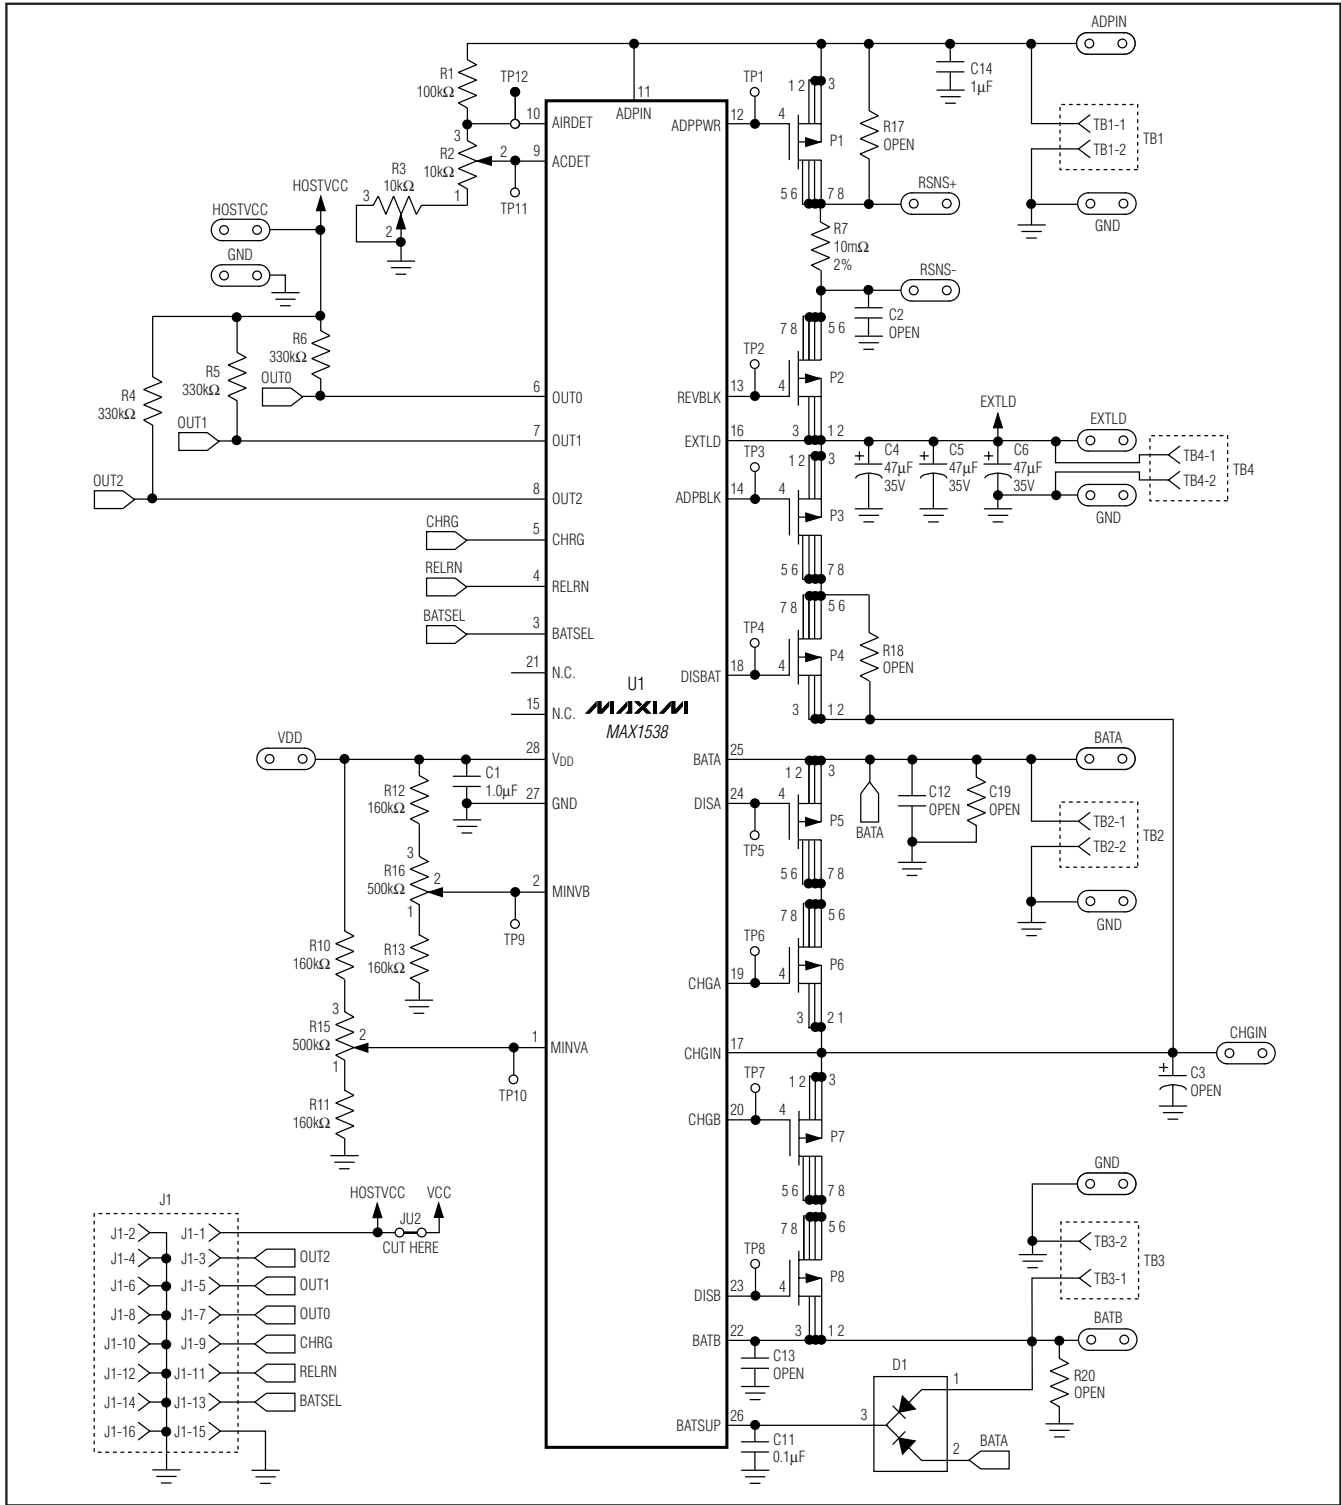 ADPIN
R1
100kΩ
TP12
11
ADPIN
10
AIRDET
TP1
12
ADPPWR
1 2
3
4
P1
5 6
7 8
R17
OPEN
C14
1µF
TB1-1
TB1-2
TB1
GND
3
R2
10kΩ
2
1
9
ACDET
TP11
R3
10kΩ
3
2
HOSTVCC
HOSTVCC
GND
RSNS+
R7
10mΩ
2%
RSNS-
C2
OPEN
R6
330kΩ
R5
330kΩ
R4
330kΩ
OUT0
6
OUT0
OUT1
7
OUT1
OUT2
8
OUT2
TP2
13
REVBLK
7 8
5 6
4
P2
3
1 2
16
EXTLD
EXTLD
EXTLD
C4
47µF
35V
C5
47µF
35V
C6
47µF
35V
TB4-1
TB4-2
TB4
GND
TP3
14
ADPBLK
1 2
3
4
P3
5 6
7 8
CHRG
5
CHRG
RELRN
4
RELRN
BATSEL
3
BATSEL
21
N.C.
15
N.C.
U1
MAXIM
MAX1538
TP4
18
DISBAT
7 8
5 6
4
P4
3
1 2
R18
OPEN
VDD
28
VDD
C1
1.0µF
27
GND
R12
160kΩ
3
R16
500kΩ
2
1
2
MINVB
TP9
R13
160kΩ
R10
160kΩ
3
R15
500kΩ
2
1
1
MINVA
TP10
R11
160kΩ
25
BATA
1 2
3
24
DISA
TP5
4
P5
5 6
7 8
BATA
C12
OPEN
C19
OPEN
BATA
TB2-1
TB2-2
TB2
GND
7 8
5 6
TP6
19
CHGA
4
P6
3
2 1
17
CHGIN
CHGIN
C3
OPEN
TP7
20
CHGB
1 2
3
4
P7
5 6
7 8
GND
TB3-2
TB3-1
TB3
TP8
23
DISB
7 8
5 6
4
P8
3
1 2
22
BATB
BATB
C13
OPEN
R20
OPEN
D1
1
3
2
BATA
26
BATSUP
C11
0.1µF
J1
HOSTVCC
VCC
JU2
CUT HERE
J1-2
J1-1
J1-4
J1-3
OUT2
J1-6
J1-5
OUT1
J1-8
J1-7
OUT0
J1-10
J1-9
CHRG
J1-12
J1-11
RELRN
J1-14
J1-13
BATSEL
J1-16
J1-15